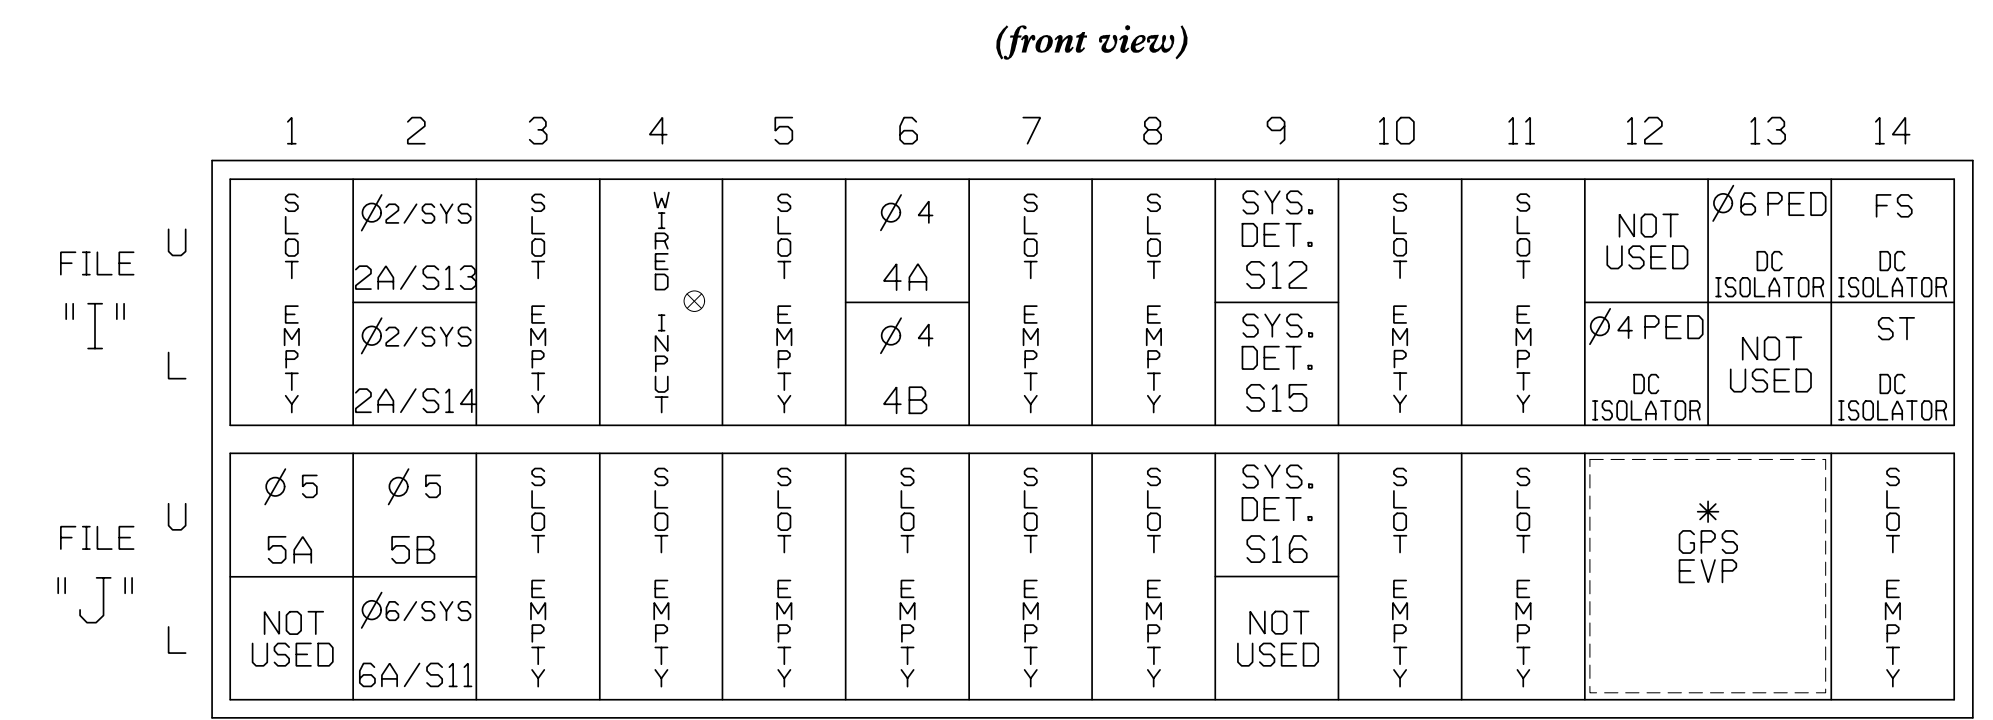 (front view)
1 2 3 4 5 6 7 8 9 10 11 12 13 14
FILE "I"
U
L
SLOT EMPTY
Ø2/SYS
2A/S13
Ø2/SYS
2A/S14
SLOT EMPTY
WIRED INPUT
⊗
SLOT EMPTY
Ø 4
4A
Ø 4
4B
SLOT EMPTY
SLOT EMPTY
SYS.
DET.
S12
SYS.
DET.
S15
SLOT EMPTY
SLOT EMPTY
NOT
USED
Ø4 PED
DC
ISOLATOR
Ø6 PED
DC
ISOLATOR
NOT
USED
FS
DC
ISOLATOR
ST
DC
ISOLATOR
FILE
"J"
U
L
Ø 5
5A
NOT
USED
Ø 5
5B
Ø6/SYS
6A/S11
SLOT EMPTY
SLOT EMPTY
SLOT EMPTY
SLOT EMPTY
SLOT EMPTY
SLOT EMPTY
SYS.
DET.
S16
NOT
USED
SLOT EMPTY
SLOT EMPTY
*
GPS
EVP
SLOT EMPTY